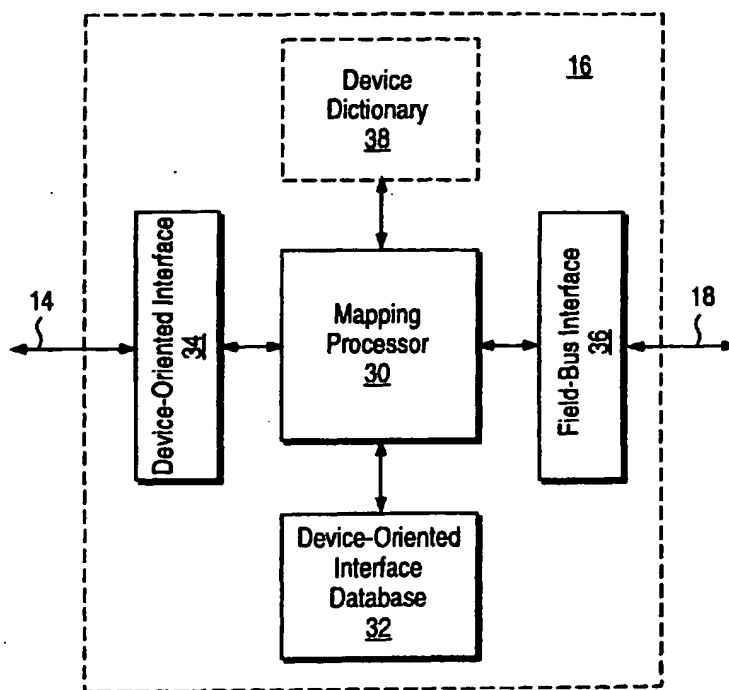 16
Device
Dictionary
38
14
Device-Oriented Interface
34
Mapping
Processor
30
Field-Bus Interface
36
18
Device-Oriented
Interface
Database
32